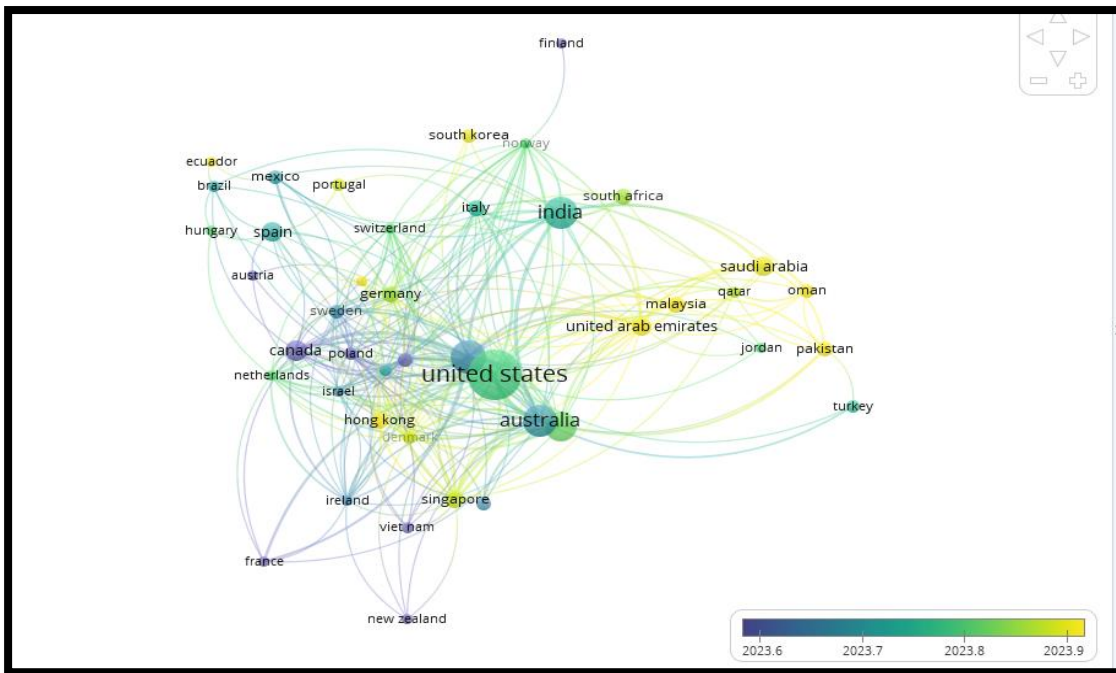 finland
south korea
norway
ecuador
mexico
portugal
brazil
south africa
italy
india
hungary
spain
switzerland
saudi arabia
austria
germany
qatar
oman
malaysia
sweden
united arab emirates
canada
poland
jordan
pakistan
netherlands
united states
israel
turkey
hong kong
australia
denmark
ireland
singapore
viet nam
france
new zealand
2023.6 2023.7 2023.8 2023.9